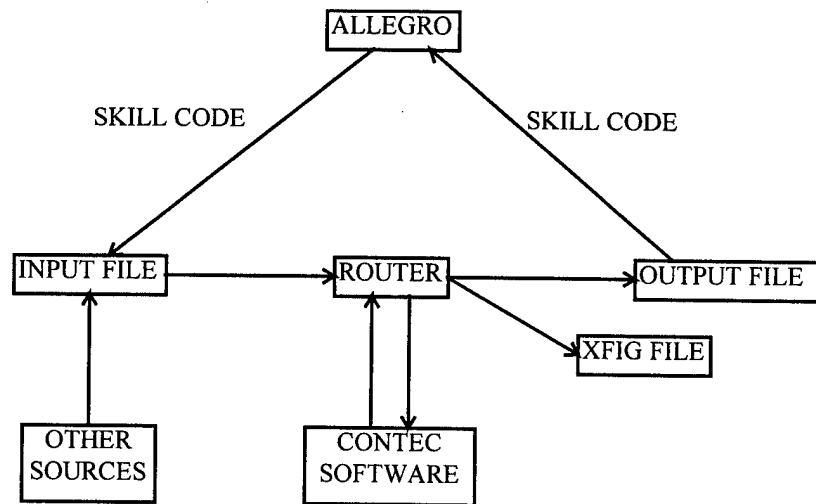 ALLEGRO
SKILL CODE
SKILL CODE
INPUT FILE
ROUTER
OUTPUT FILE
XFIG FILE
OTHER
SOURCES
CONTEC
SOFTWARE